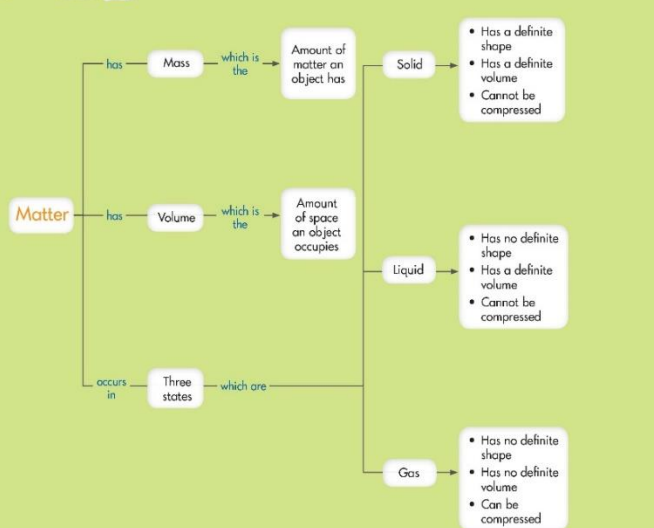 Matter
has
Mass
which is
the
Amount of
matter an
object has
has
Volume
which is
the
Amount
of space
an object
occupies
occurs
in
Three
states
which are
Solid
• Has a definite
shape
• Has a definite
volume
• Cannot be
compressed
Liquid
• Has no definite
shape
• Has a definite
volume
• Cannot be
compressed
Gas
• Has no definite
shape
• Has no definite
volume
• Can be
compressed